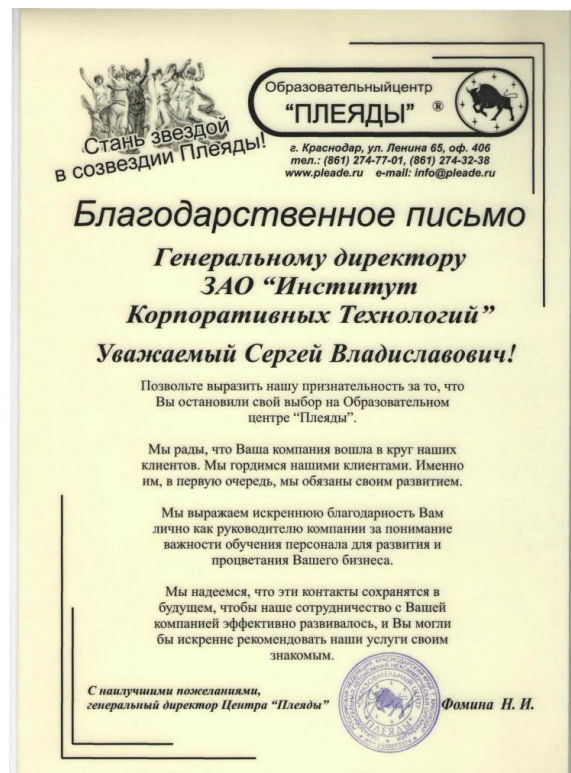 Стань звездой
в созвездии Плеяды!
Образовательныйцентр
“ПЛЕЯДЫ” ®
г. Краснодар, ул. Ленина 65, оф. 406
тел.: (861) 274-77-01, (861) 274-32-38
www.pleade.ru e-mail: info@pleade.ru
Благодарственное письмо
Генеральному директору
ЗАО “Институт
Корпоративных Технологий”
Уважаемый Сергей Владиславович!
Позвольте выразить нашу признательность за то, что
Вы остановили свой выбор на Образовательном
центре “Плеяды”.
Мы рады, что Ваша компания вошла в круг наших
клиентов. Мы гордимся нашими клиентами. Именно
им, в первую очередь, мы обязаны своим развитием.
Мы выражаем искреннюю благодарность Вам
лично как руководителю компании за понимание
важности обучения персонала для развития и
процветания Вашего бизнеса.
Мы надеемся, что эти контакты сохранятся в
будущем, чтобы наше сотрудничество с Вашей
компанией эффективно развивалось, и Вы могли
бы искренне рекомендовать наши услуги своим
знакомым.
С наилучшими пожеланиями,
генеральный директор Центра “Плеяды”
Фомина Н. И.
ПЛЕЯДЫ